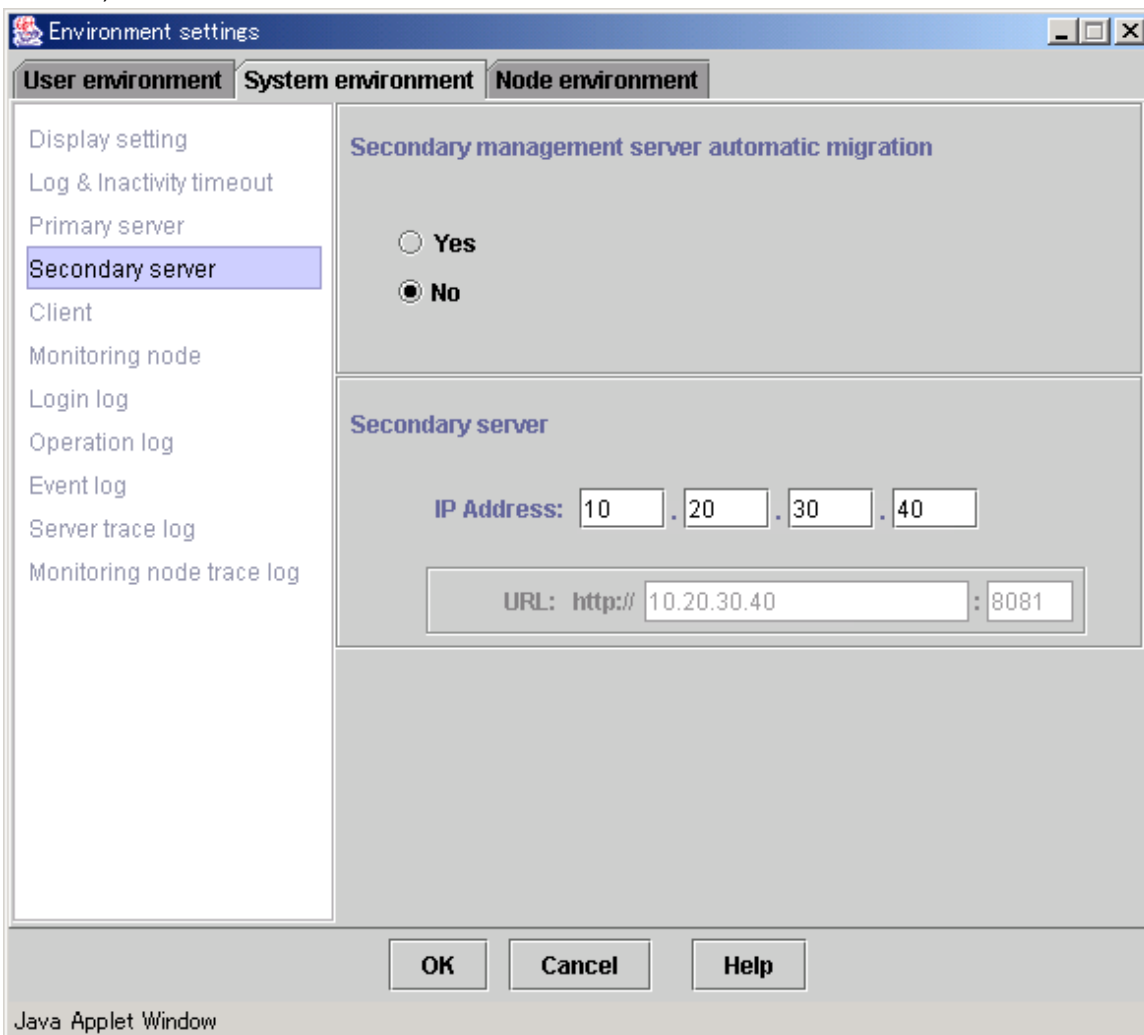 Environment settings
User environment System environment Node environment
Display setting
Log & Inactivity timeout
Primary server
Secondary server
Client
Monitoring node
Login log
Operation log
Event log
Server trace log
Monitoring node trace log
Secondary management server automatic migration
Yes
No
Secondary server
IP Address: 10 . 20 . 30 . 40
URL: http:// 10.20.30.40 : 8081
OK Cancel Help
Java Applet Window